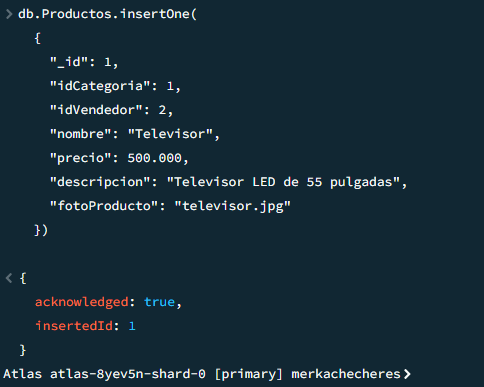 > db.Productos.insertOne(
{
"_id": 1,
"idCategoria": 1,
"idVendedor": 2,
"nombre": "Televisor",
"precio": 500.000,
"descripcion": "Televisor LED de 55 pulgadas",
"fotoProducto": "televisor.jpg"
})
< {
acknowledged: true,
insertedId: 1
}
Atlas atlas-8yev5n-shard-0 [primary] merkachecheres>